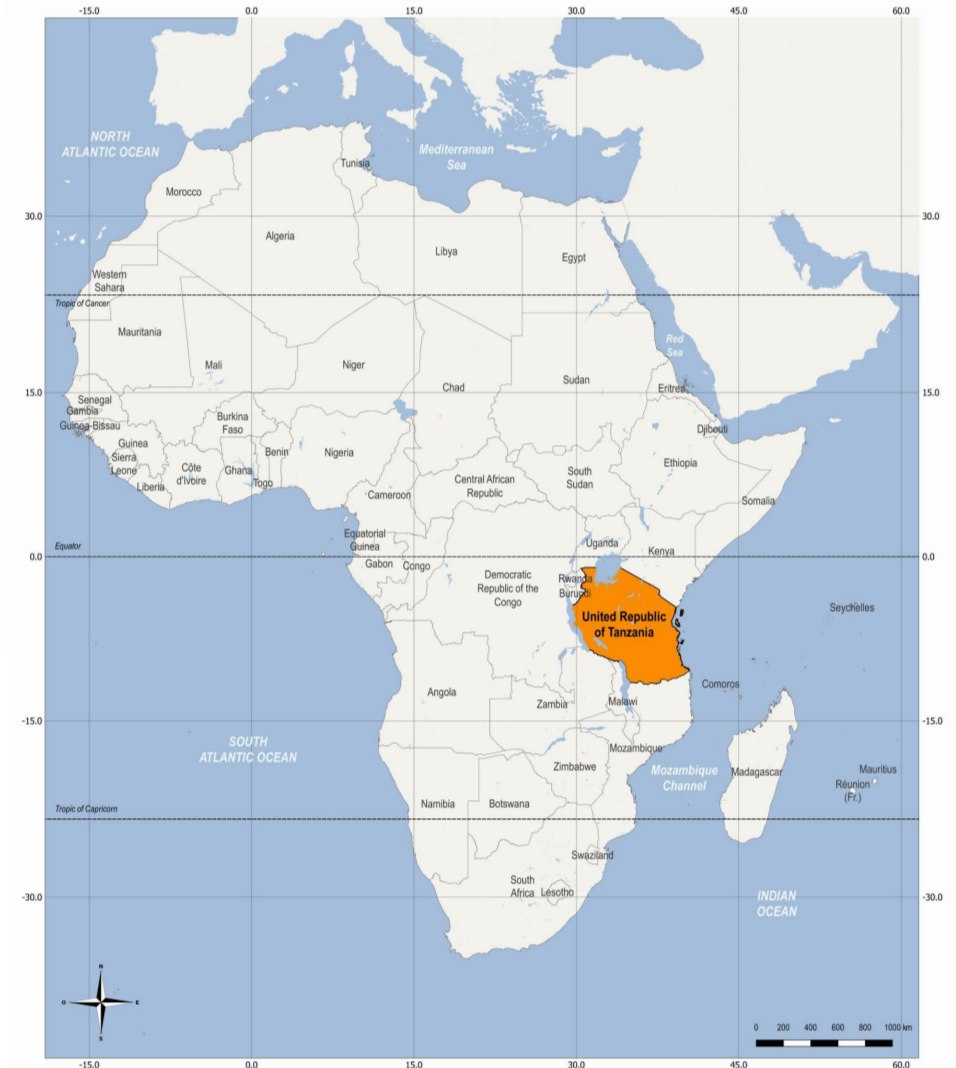 -15.0
0.0
15.0
30.0
45.0
60.0
NORTH
ATLANTIC OCEAN
Mediterranean
Sea
Tunisia
Morocco
30.0
30.0
Algeria
Libya
Egypt
Western
Sahara
Tropic of Cancer
Mauritania
Red
Sea
Mali
Niger
Chad
Sudan
Eritrea
15.0
15.0
Senegal
Gambia
Guinea-Bissau
Burkina
Faso
Djibouti
Guinea
Benin
Nigeria
Sierra
Leone
Côte
d'Ivoire
Ghana
Togo
Liberia
Central African
Republic
South
Sudan
Ethiopia
Cameroon
Somalia
Equatorial
Guinea
Equator
Uganda
Kenya
0.0
0.0
Gabon
Congo
Democratic
Republic of the
Congo
Rwanda
Burundi
United Republic
of Tanzania
Seychelles
Comoros
Angola
Zambia
Malawi
-15.0
-15.0
SOUTH
ATLANTIC OCEAN
Mozambique
Zimbabwe
Mozambique
Channel
Madagascar
Mauritius
Réunion
(Fr.)
Namibia
Botswana
Tropic of Capricorn
Swaziland
South
Africa
Lesotho
-30.0
-30.0
INDIAN
OCEAN
N
O
E
S
0
200
400
600
800
1000 km
-15.0
0.0
15.0
30.0
45.0
60.0